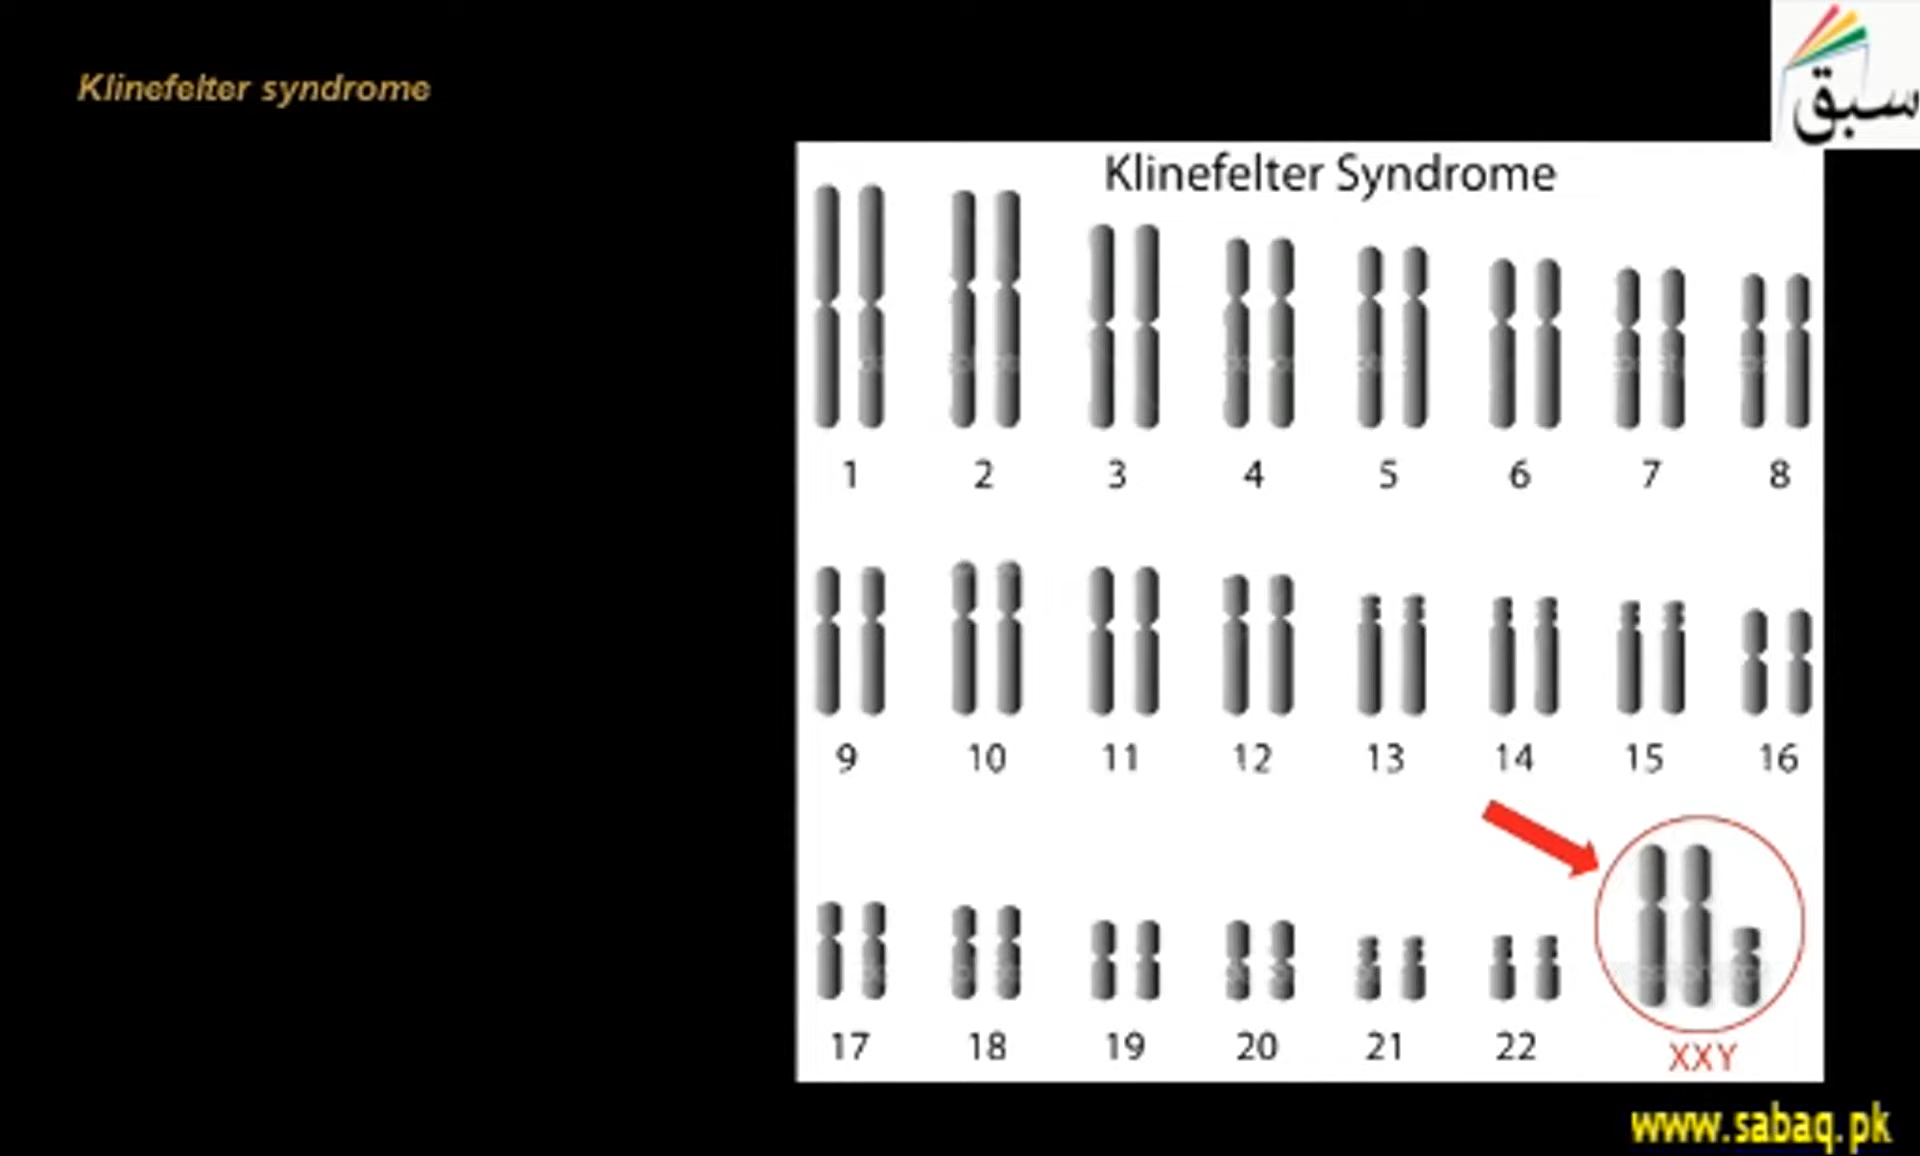 Klinefelter syndrome
سبق
Klinefelter Syndrome
1 2 3 4 5 6 7 8
9 10 11 12 13 14 15 16
17 18 19 20 21 22 XXY
www.sabaq.pk